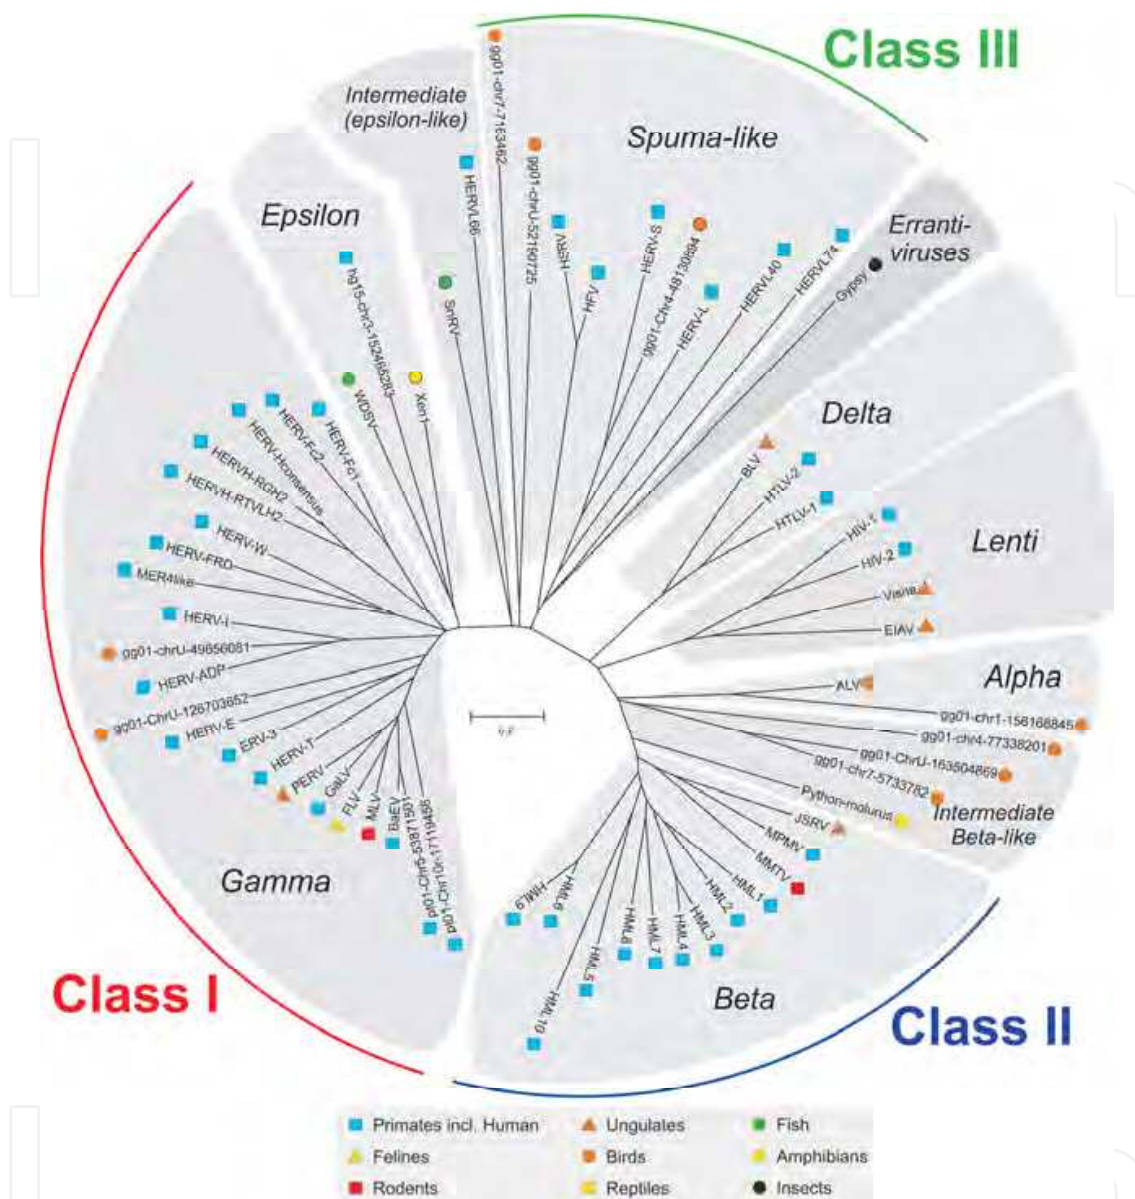 Class III
Intermediate
(epsilon-like)
Spuma-like
Epsilon
Erranti-
viruses
gg01-chr7-7163462
HERVL66
gg01-chrU-52190725
HSRV
HFV
HERV-S
gg01-Chr4-48130894
HERV-L
HERVL40
HERVL74
Gypsy
SnRV
hg15-chr3-152465283
WDSV
Xen1
Delta
BLV
HTLV-2
HTLV-1
Lenti
HIV-1
HIV-2
Visna
EIAV
HERV-Fc1
HERV-Fc2
HERV-Hconsensus
HERVH-RGH2
HERVH-RTVLH2
HERV-W
HERV-FRD
MER4like
HERV-I
gg01-chrU-49656081
HERV-ADP
gg01-ChrU-126703652
HERV-E
ERV-3
HERV-T
PERV
GaLV
FLV
MLV
BaEV
Gamma
Alpha
ALV
gg01-chr1-156168845
gg01-chr4-77338201
gg01-ChrU-163504869
gg01-chr7-5733782
Python-molurus
Intermediate
Beta-like
JSRV
MPMV
MMTV
HML1
HML2
HML3
HML4
HML7
HML8
HML5
HML10
HML6
HML9
Beta
Class I
Class II
Primates incl. Human
Ungulates
Fish
Felines
Birds
Amphibians
Rodents
Reptiles
Insects